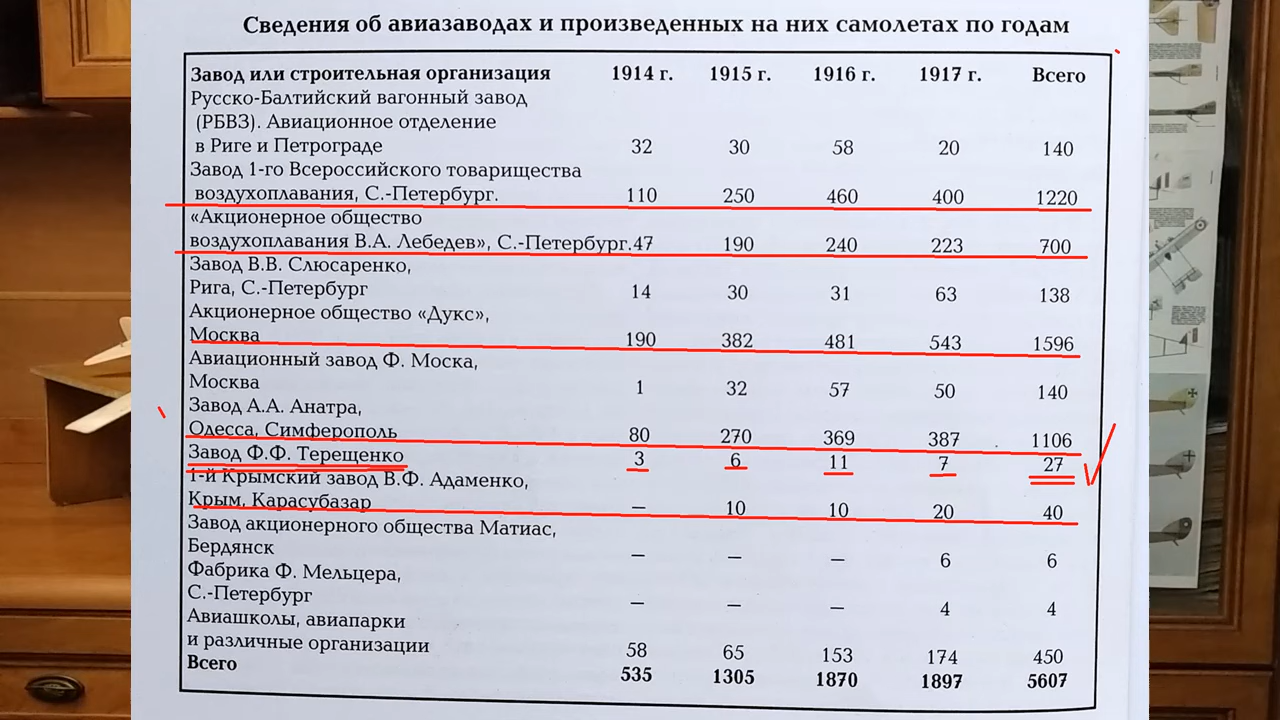 Сведения об авиазаводах и произведенных на них самолетах по годам
Завод или строительная организация 1914 г. 1915 г. 1916 г. 1917 г. Всего
Русско-Балтийский вагонный завод
(РБВЗ). Авиационное отделение
в Риге и Петрограде 32 30 58 20 140
Завод 1-го Всероссийского товарищества
воздухоплавания, С.-Петербург. 110 250 460 400 1220
«Акционерное общество
воздухоплавания В.А. Лебедев», С.-Петербург. 47 190 240 223 700
Завод В.В. Слюсаренко,
Рига, С.-Петербург 14 30 31 63 138
Акционерное общество «Дукс»,
Москва 190 382 481 543 1596
Авиационный завод Ф. Моска,
Москва 1 32 57 50 140
Завод А.А. Анатра,
Одесса, Симферополь 80 270 369 387 1106
Завод Ф.Ф. Терещенко 3 6 11 7 27
1-й Крымский завод В.Ф. Адаменко,
Крым, Карасубазар — 10 10 20 40
Завод акционерного общества Матиас,
Бердянск — — — 6 6
Фабрика Ф. Мельцера,
С.-Петербург — — — 4 4
Авиашколы, авиапарки
и различные организации 58 65 153 174 450
Всего 535 1305 1870 1897 5607